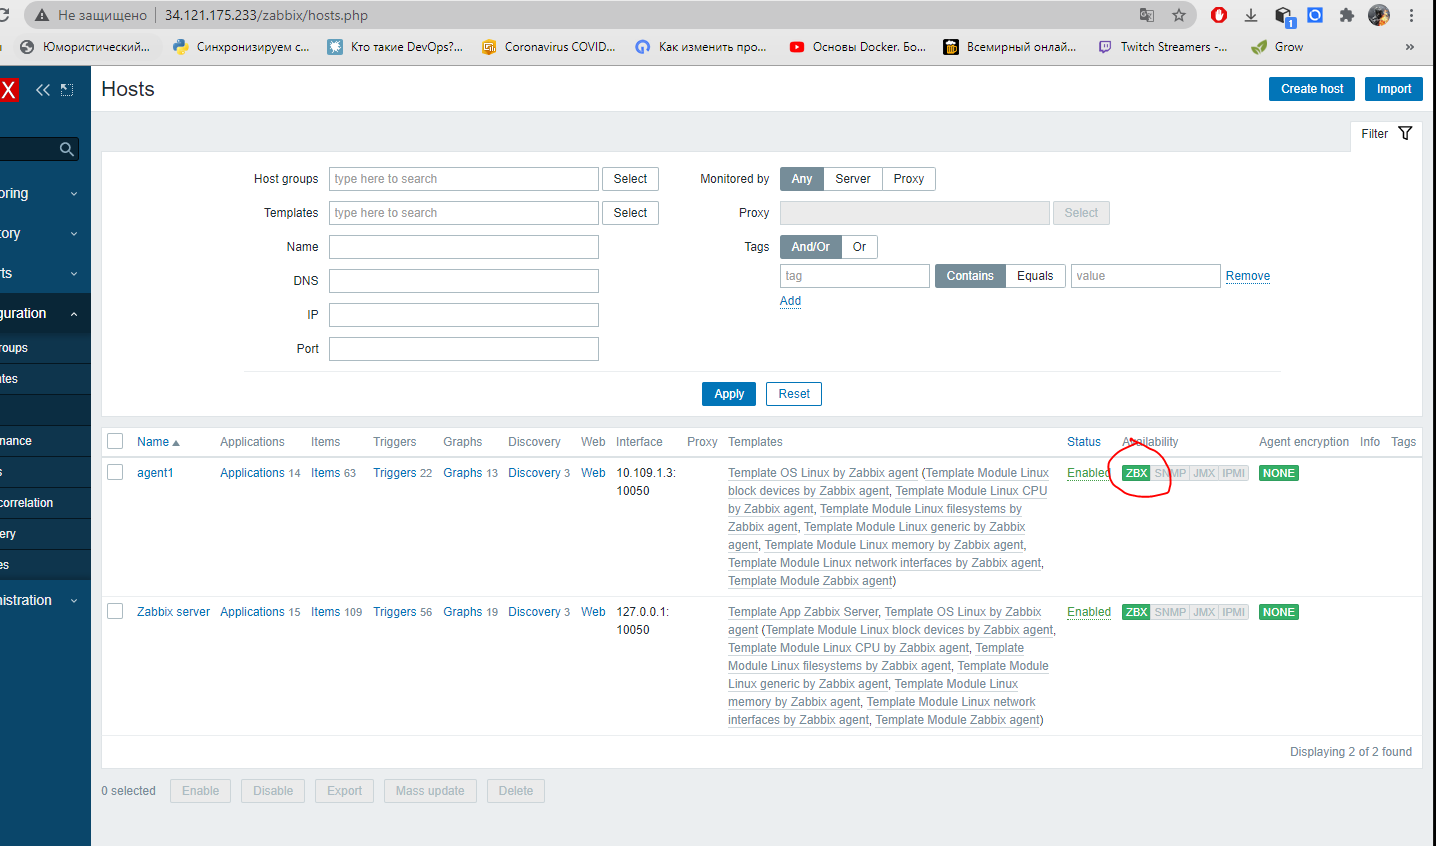 Не защищено 34.121.175.233/zabbix/hosts.php
1
Юмористический... Синхронизируем с... Кто такие DevOps?... Coronavirus COVID... Как изменить про... Основы Docker. Бо... Всемирный онлай... Twitch Streamers -... Grow »
X
Hosts
Create host Import
Filter
oring
tory
rts
guration
roups
tes
nance
s
correlation
ery
es
nistration
Host groups type here to search Select
Monitored by Any Server Proxy
Templates type here to search Select
Proxy Select
Name
Tags And/Or Or
DNS
tag Contains Equals value Remove
Add
IP
Port
Apply Reset
Name Applications Items Triggers Graphs Discovery Web Interface Proxy Templates Status Availability Agent encryption Info Tags
agent1 Applications 14 Items 63 Triggers 22 Graphs 13 Discovery 3 Web 10.109.1.3: Template OS Linux by Zabbix agent (Template Module Linux Enabled ZBX SNMP JMX IPMI NONE
10050 block devices by Zabbix agent, Template Module Linux CPU
by Zabbix agent, Template Module Linux filesystems by
Zabbix agent, Template Module Linux generic by Zabbix
agent, Template Module Linux memory by Zabbix agent,
Template Module Linux network interfaces by Zabbix agent,
Template Module Zabbix agent)
Zabbix server Applications 15 Items 109 Triggers 56 Graphs 19 Discovery 3 Web 127.0.0.1: Template App Zabbix Server, Template OS Linux by Zabbix Enabled ZBX SNMP JMX IPMI NONE
10050 agent (Template Module Linux block devices by Zabbix agent,
Template Module Linux CPU by Zabbix agent, Template
Module Linux filesystems by Zabbix agent, Template Module
Linux generic by Zabbix agent, Template Module Linux
memory by Zabbix agent, Template Module Linux network
interfaces by Zabbix agent, Template Module Zabbix agent)
Displaying 2 of 2 found
0 selected Enable Disable Export Mass update Delete